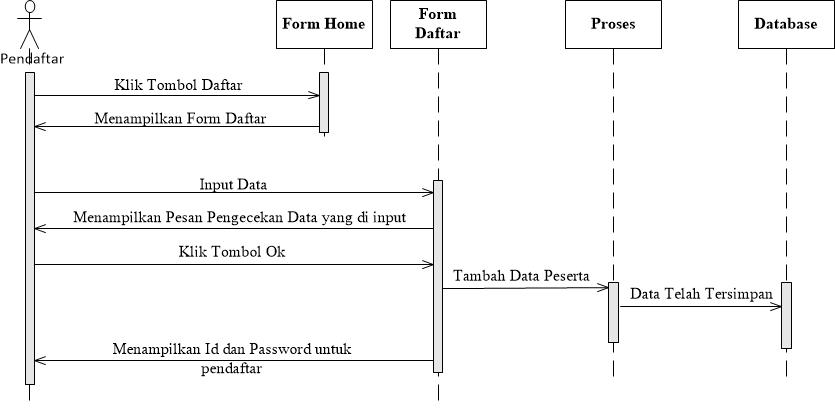 Form Home
Form
Daftar
Proses
Database
Pendaftar
Klik Tombol Daftar
Menampilkan Form Daftar
Input Data
Menampilkan Pesan Pengecekan Data yang di input
Klik Tombol Ok
Tambah Data Peserta
Data Telah Tersimpan
Menampilkan Id dan Password untuk
pendaftar